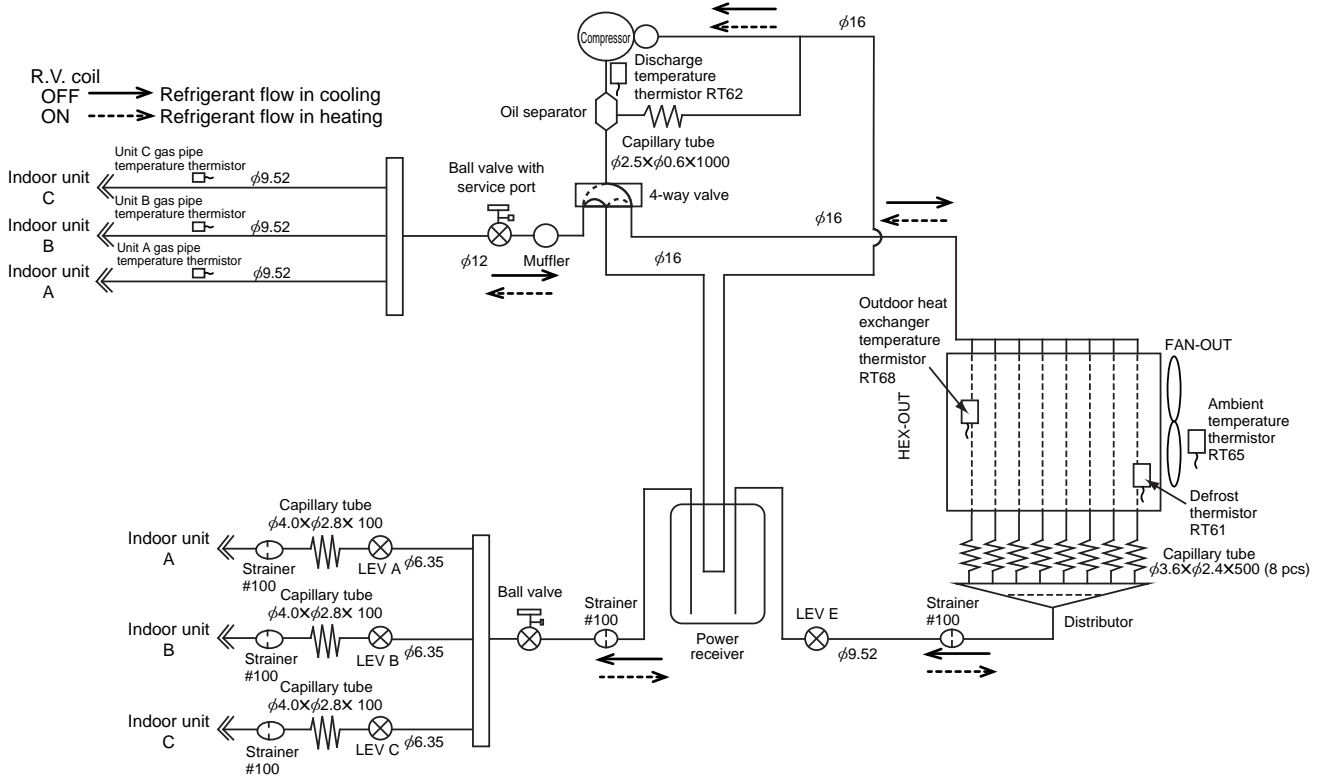 Compressor
ϕ16
Discharge
temperature
thermistor RT62
Oil separator
Capillary tube
ϕ2.5×ϕ0.6×1000
R.V. coil
OFF Refrigerant flow in cooling
ON Refrigerant flow in heating
Unit C gas pipe
temperature thermistor
ϕ9.52
Indoor unit
C
Unit B gas pipe
temperature thermistor
ϕ9.52
Indoor unit
B
Unit A gas pipe
temperature thermistor
ϕ9.52
Indoor unit
A
Ball valve with
service port
4-way valve
ϕ12
Muffler
ϕ16
ϕ16
Outdoor heat
exchanger
temperature
thermistor
RT68
HEX-OUT
FAN-OUT
Ambient
temperature
thermistor
RT65
Defrost
thermistor
RT61
Capillary tube
ϕ3.6×ϕ2.4×500 (8 pcs)
Distributor
Capillary tube
ϕ4.0×ϕ2.8× 100
Indoor unit
A
Strainer
#100
LEV A
ϕ6.35
Capillary tube
ϕ4.0×ϕ2.8× 100
Indoor unit
B
Strainer
#100
LEV B
ϕ6.35
Capillary tube
ϕ4.0×ϕ2.8× 100
Indoor unit
C
Strainer
#100
LEV C
ϕ6.35
Ball valve
Strainer
#100
Power
receiver
LEV E
ϕ9.52
Strainer
#100